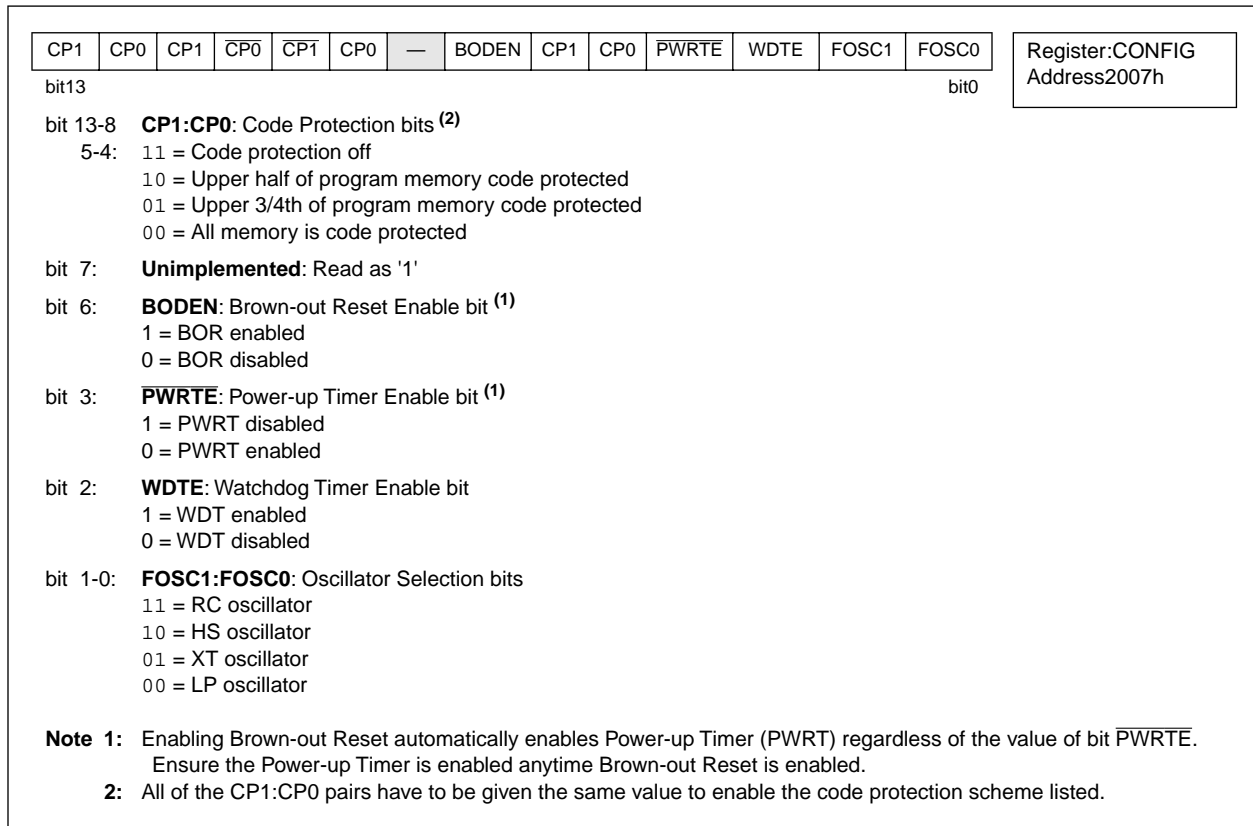 CP1 CP0 CP1 C̅P̅0̅ C̅P̅1̅ CP0 — BODEN CP1 CP0 P̅W̅R̅T̅E̅ WDTE FOSC1 FOSC0
bit13 bit0
Register:CONFIG
Address2007h
bit 13-8 CP1:CP0: Code Protection bits (2)
5-4: 11 = Code protection off
10 = Upper half of program memory code protected
01 = Upper 3/4th of program memory code protected
00 = All memory is code protected
bit 7: Unimplemented: Read as '1'
bit 6: BODEN: Brown-out Reset Enable bit (1)
1 = BOR enabled
0 = BOR disabled
bit 3: P̅W̅R̅T̅E̅: Power-up Timer Enable bit (1)
1 = PWRT disabled
0 = PWRT enabled
bit 2: WDTE: Watchdog Timer Enable bit
1 = WDT enabled
0 = WDT disabled
bit 1-0: FOSC1:FOSC0: Oscillator Selection bits
11 = RC oscillator
10 = HS oscillator
01 = XT oscillator
00 = LP oscillator
Note 1: Enabling Brown-out Reset automatically enables Power-up Timer (PWRT) regardless of the value of bit P̅W̅R̅T̅E̅.
Ensure the Power-up Timer is enabled anytime Brown-out Reset is enabled.
2: All of the CP1:CP0 pairs have to be given the same value to enable the code protection scheme listed.